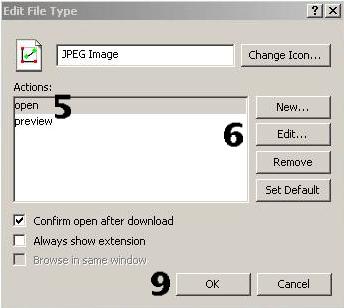 Edit File Type
JPEG Image
Change Icon...
Actions:
open 5
preview
New...
6 Edit...
Remove
Set Default
Confirm open after download
Always show extension
Browse in same window
9 OK Cancel